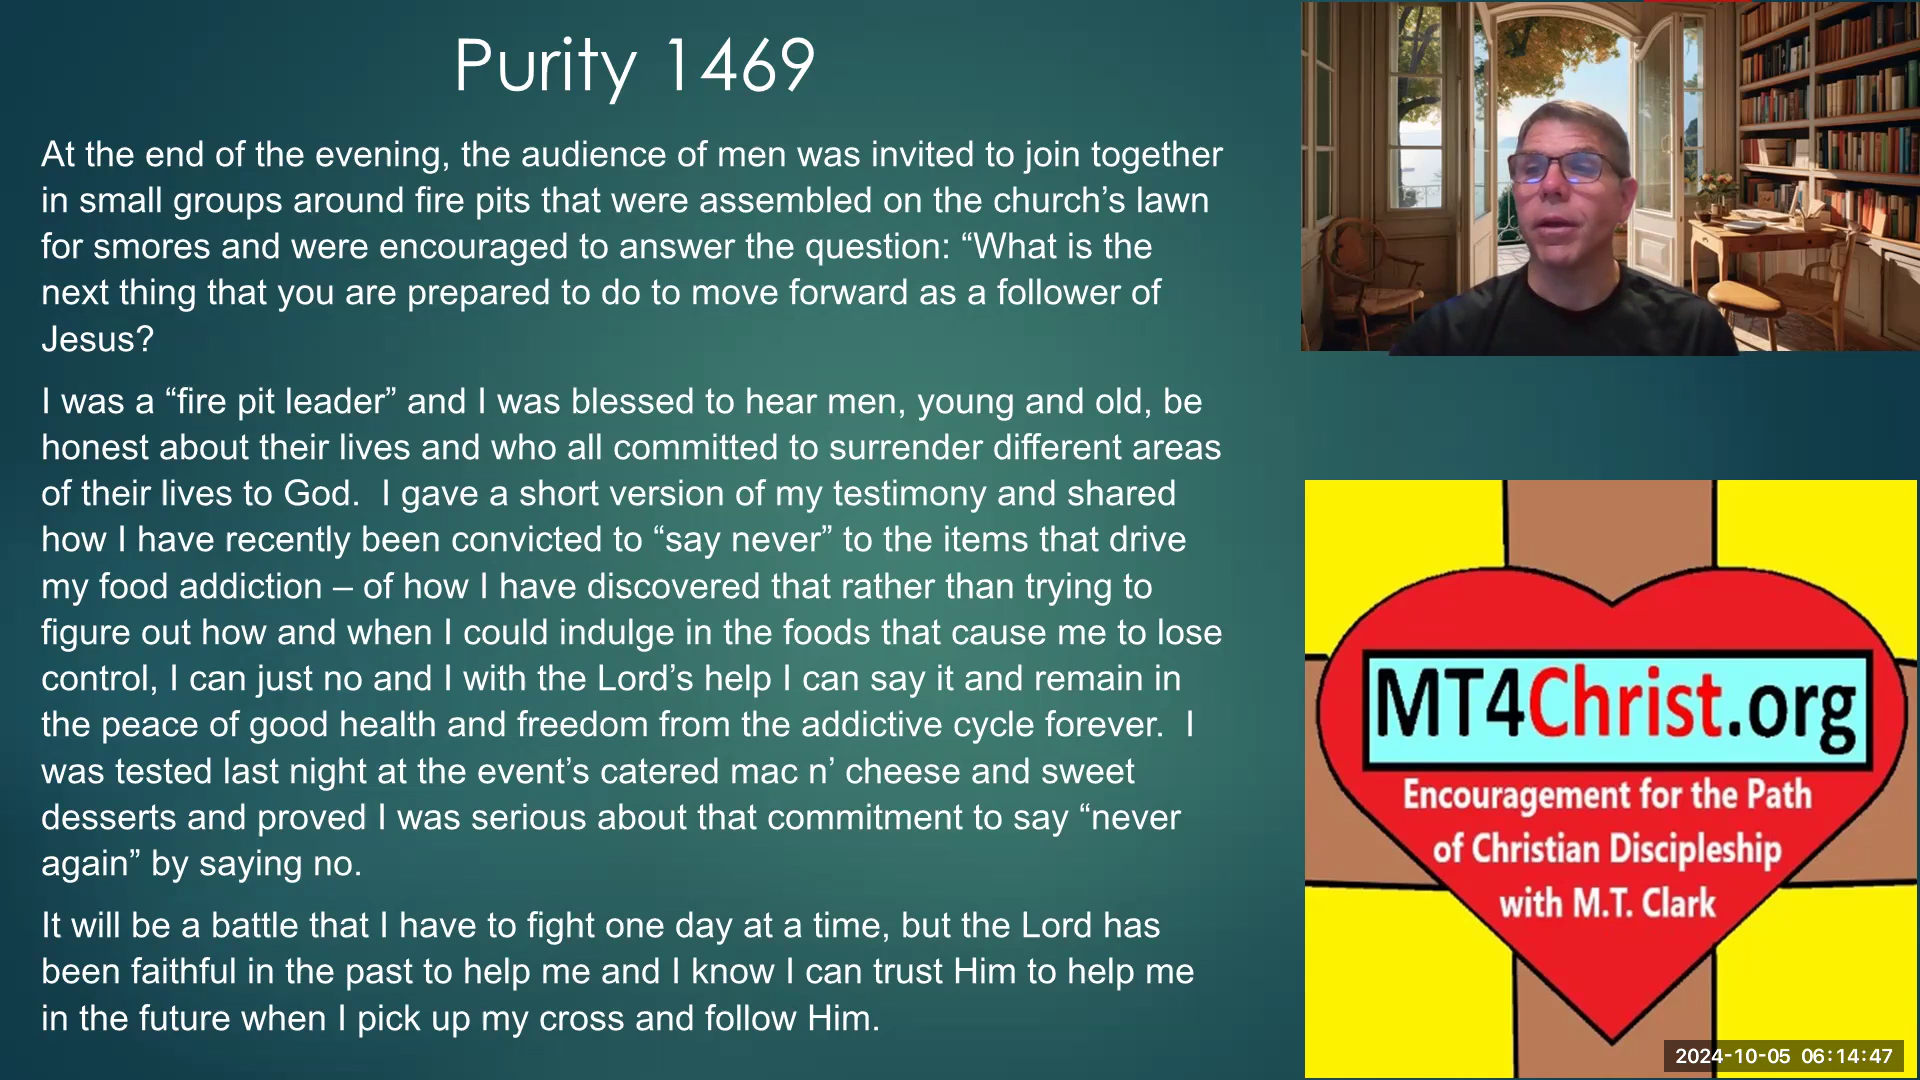 Purity 1469
At the end of the evening, the audience of men was invited to join together
in small groups around fire pits that were assembled on the church’s lawn
for smores and were encouraged to answer the question: “What is the
next thing that you are prepared to do to move forward as a follower of
Jesus?
I was a “fire pit leader” and I was blessed to hear men, young and old, be
honest about their lives and who all committed to surrender different areas
of their lives to God.  I gave a short version of my testimony and shared
how I have recently been convicted to “say never” to the items that drive
my food addiction – of how I have discovered that rather than trying to
figure out how and when I could indulge in the foods that cause me to lose
control, I can just no and I with the Lord’s help I can say it and remain in
the peace of good health and freedom from the addictive cycle forever.  I
was tested last night at the event’s catered mac n’ cheese and sweet
desserts and proved I was serious about that commitment to say “never
again” by saying no.
It will be a battle that I have to fight one day at a time, but the Lord has
been faithful in the past to help me and I know I can trust Him to help me
in the future when I pick up my cross and follow Him.
MT4Christ.org
Encouragement for the Path
of Christian Discipleship
with M.T. Clark
2024-10-05 06:14:47